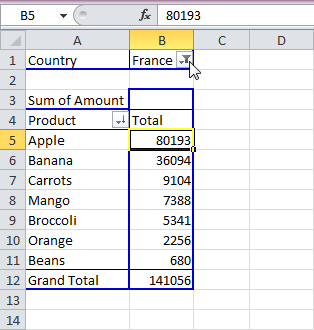 B5 fx 80193
A B C D
1 Country France
2
3 Sum of Amount
4 Product Total
5 Apple 80193
6 Banana 36094
7 Carrots 9104
8 Mango 7388
9 Broccoli 5341
10 Orange 2256
11 Beans 680
12 Grand Total 141056
13
14